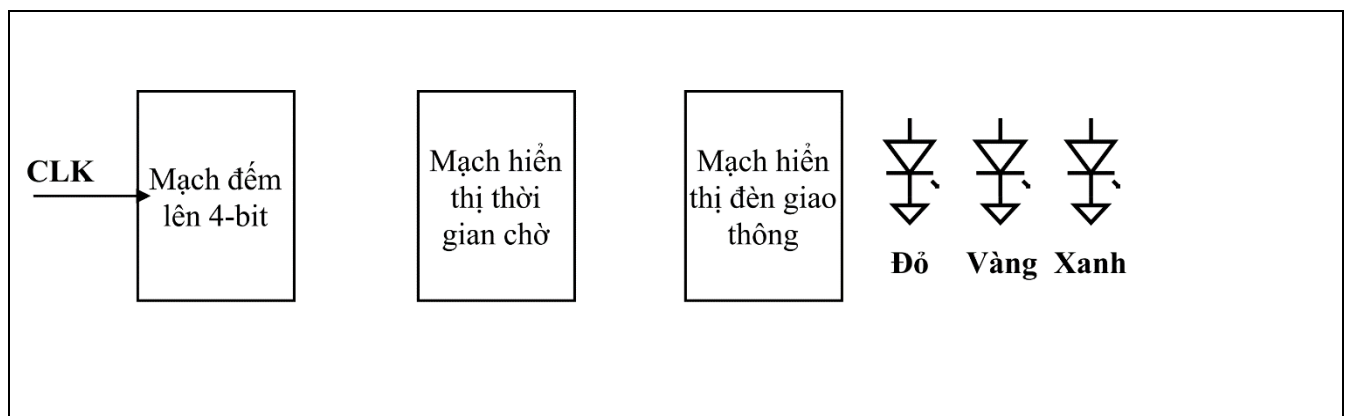 CLK
Mạch đếm
lên 4-bit
Mạch hiển
thị thời
gian chờ
Mạch hiển
thị đèn giao
thông
Đỏ Vàng Xanh